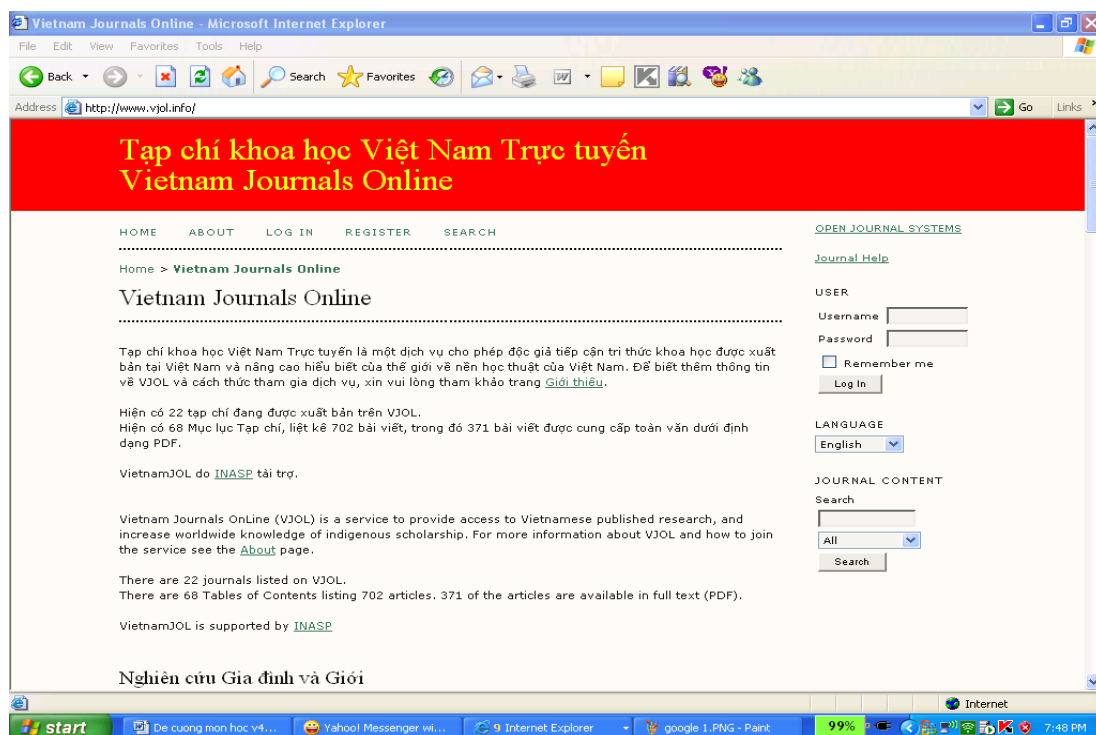 Vietnam Journals Online - Microsoft Internet Explorer
File Edit View Favorites Tools Help
Back Search Favorites
Address http://www.vjol.info/ Go Links
Tạp chí khoa học Việt Nam Trực tuyến
Vietnam Journals Online
HOME ABOUT LOG IN REGISTER SEARCH
Home > Vietnam Journals Online
Vietnam Journals Online
Tạp chí khoa học Việt Nam Trực tuyến là một dịch vụ cho phép độc giả tiếp cận tri thức khoa học được xuất
bản tại Việt Nam và nâng cao hiểu biết của thế giới về nền học thuật của Việt Nam. Để biết thêm thông tin
về VJOL và cách thức tham gia dịch vụ, xin vui lòng tham khảo trang Giới thiệu.
Hiện có 22 tạp chí đang được xuất bản trên VJOL.
Hiện có 68 Mục lục Tạp chí, liệt kê 702 bài viết, trong đó 371 bài viết được cung cấp toàn văn dưới định
dạng PDF.
VietnamJOL do INASP tài trợ.
Vietnam Journals OnLine (VJOL) is a service to provide access to Vietnamese published research, and
increase worldwide knowledge of indigenous scholarship. For more information about VJOL and how to join
the service see the About page.
There are 22 journals listed on VJOL.
There are 68 Tables of Contents listing 702 articles. 371 of the articles are available in full text (PDF).
VietnamJOL is supported by INASP
Nghiên cứu Gia đình và Giới
OPEN JOURNAL SYSTEMS
Journal Help
USER
Username
Password
Remember me
Log In
LANGUAGE
English
JOURNAL CONTENT
Search
All
Search
Internet
start De cuong mon hoc v4... Yahoo! Messenger wi... 9 Internet Explorer google 1.PNG - Paint 99% 7:48 PM